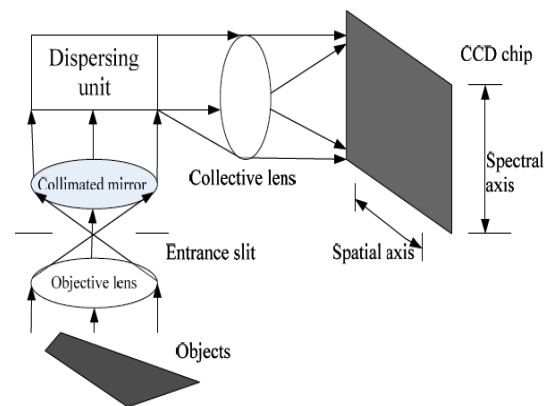 Dispersing
unit
CCD chip
Collective lens
Spectral
axis
Collimated mirror
Spatial axis
Entrance slit
Objective lens
Objects